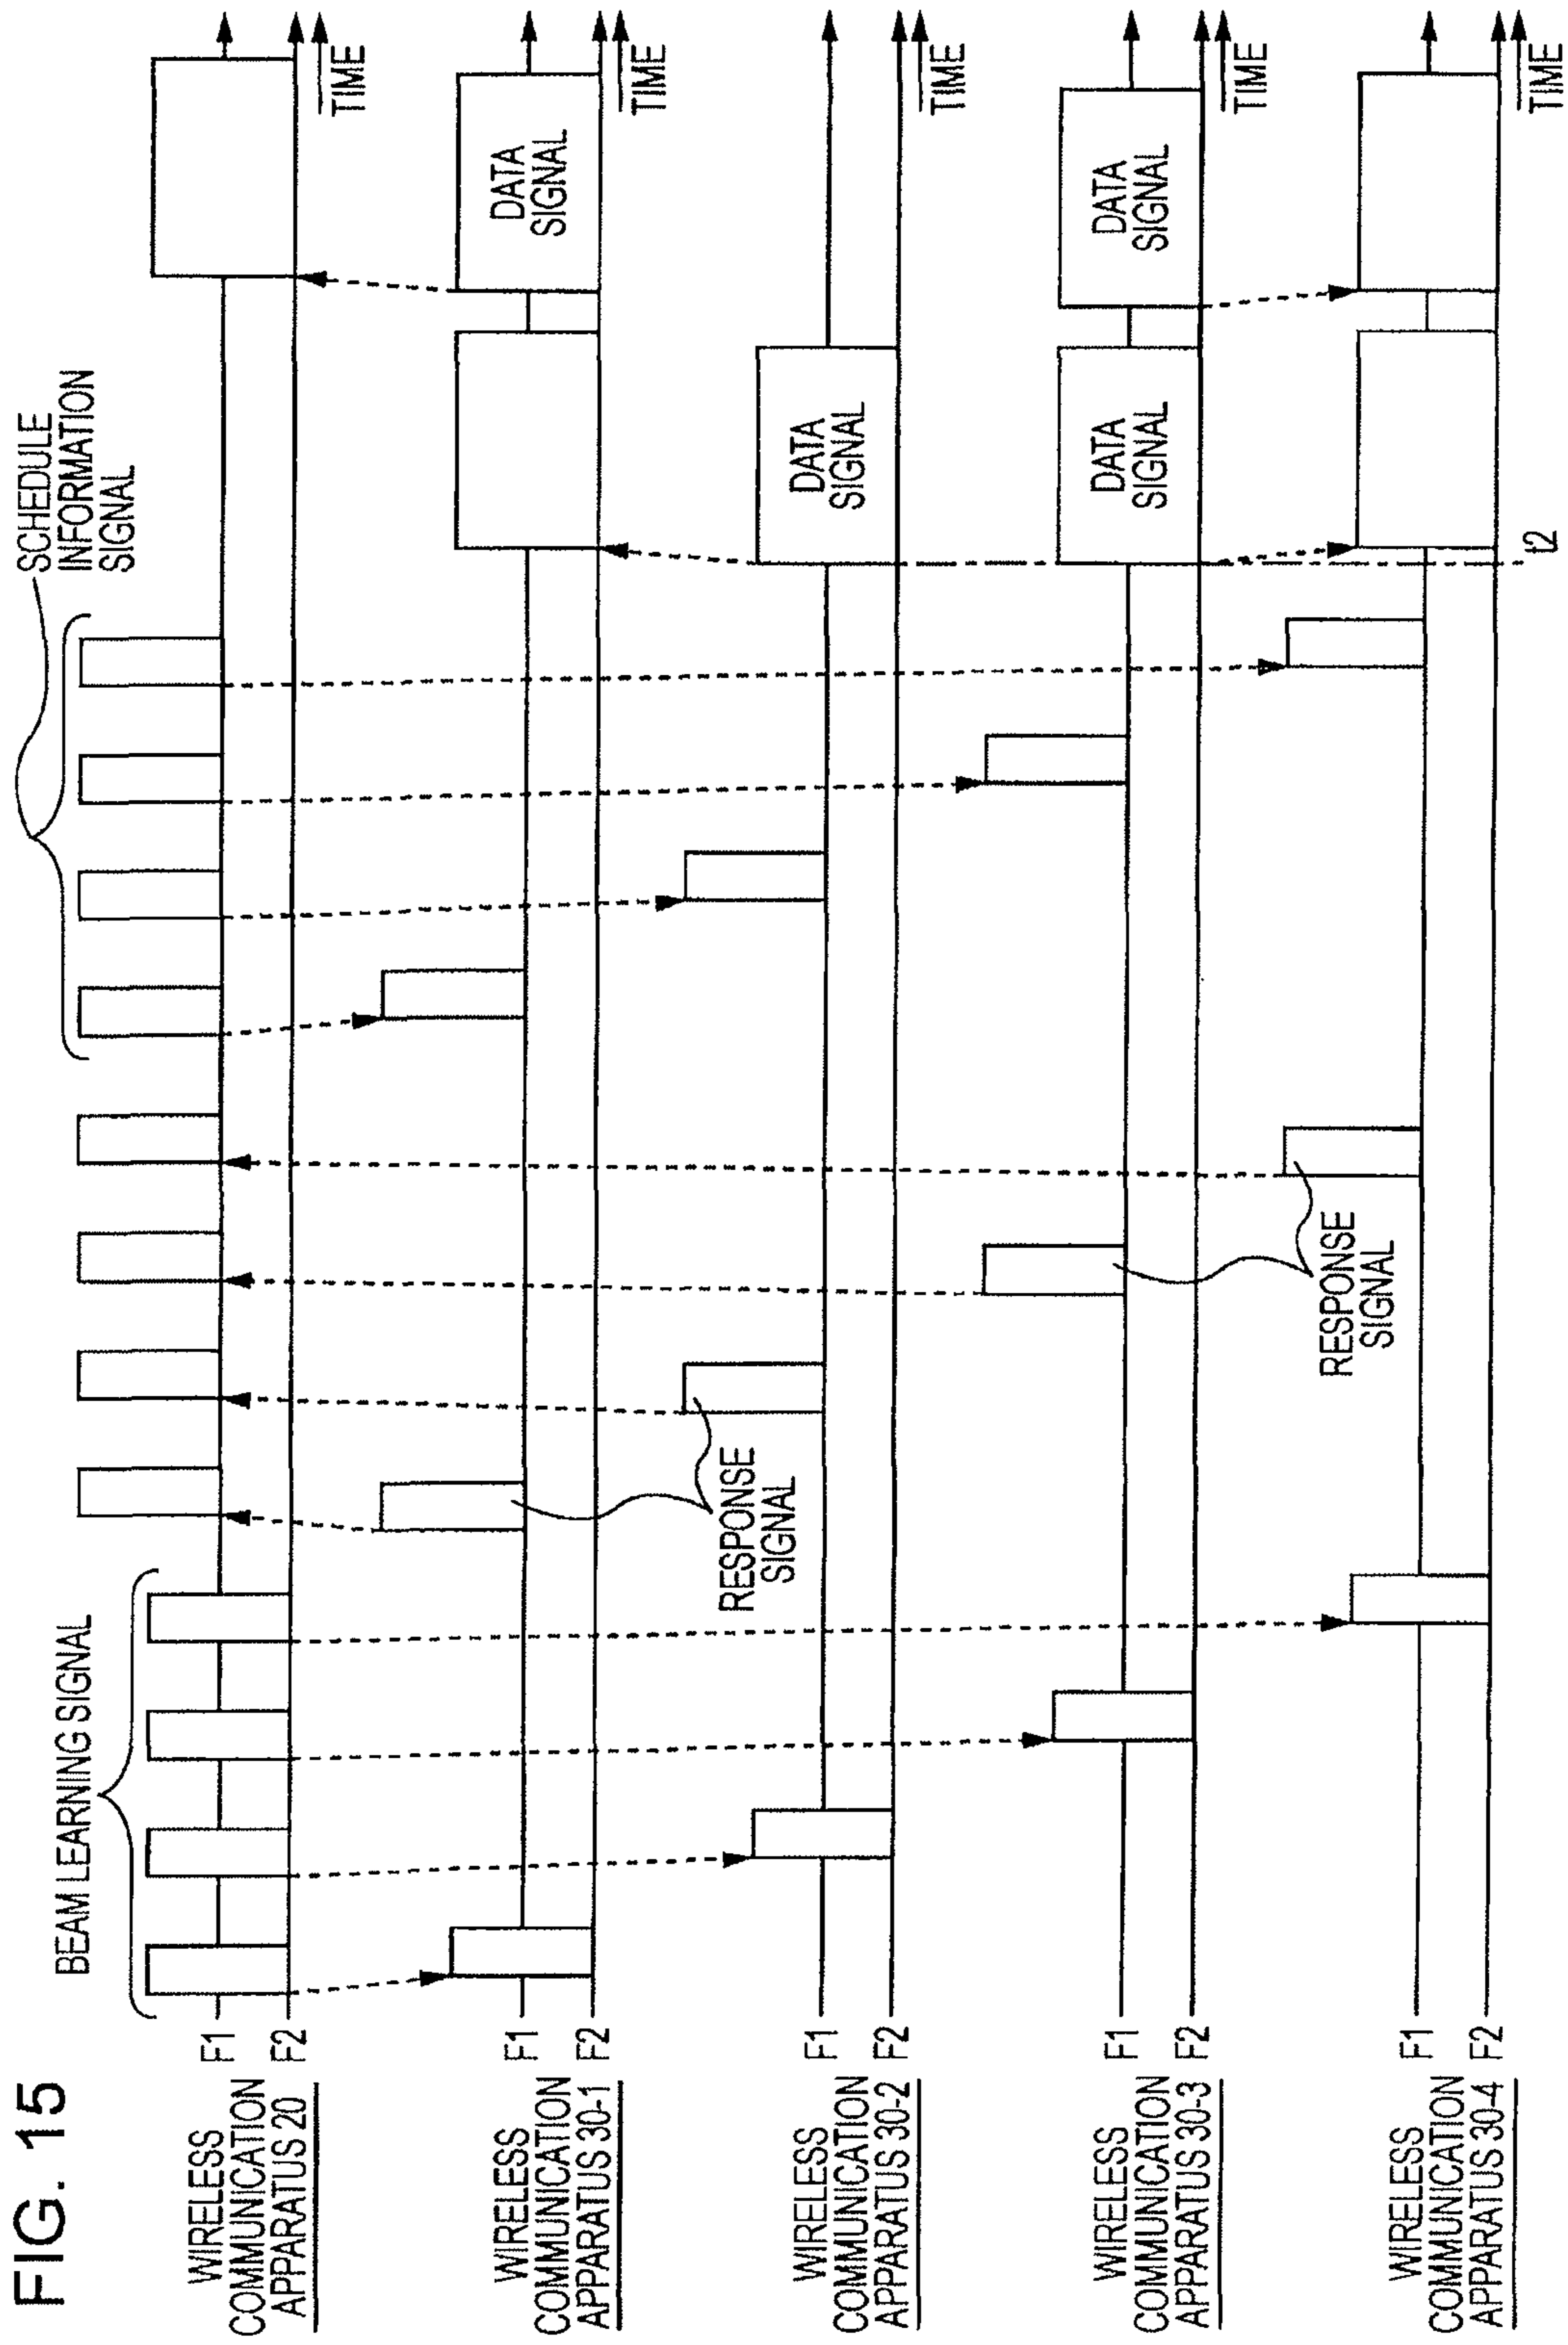 FIG. 15
BEAM LEARNING SIGNAL
SCHEDULE
INFORMATION
SIGNAL
WIRELESS
COMMUNICATION
APPARATUS 20
F1
F2
TIME
WIRELESS
COMMUNICATION
APPARATUS 30-1
F1
F2
DATA
SIGNAL
TIME
RESPONSE
SIGNAL
WIRELESS
COMMUNICATION
APPARATUS 30-2
F1
F2
DATA
SIGNAL
TIME
WIRELESS
COMMUNICATION
APPARATUS 30-3
F1
F2
DATA
SIGNAL
DATA
SIGNAL
TIME
RESPONSE
SIGNAL
WIRELESS
COMMUNICATION
APPARATUS 30-4
F1
F2
t2
TIME